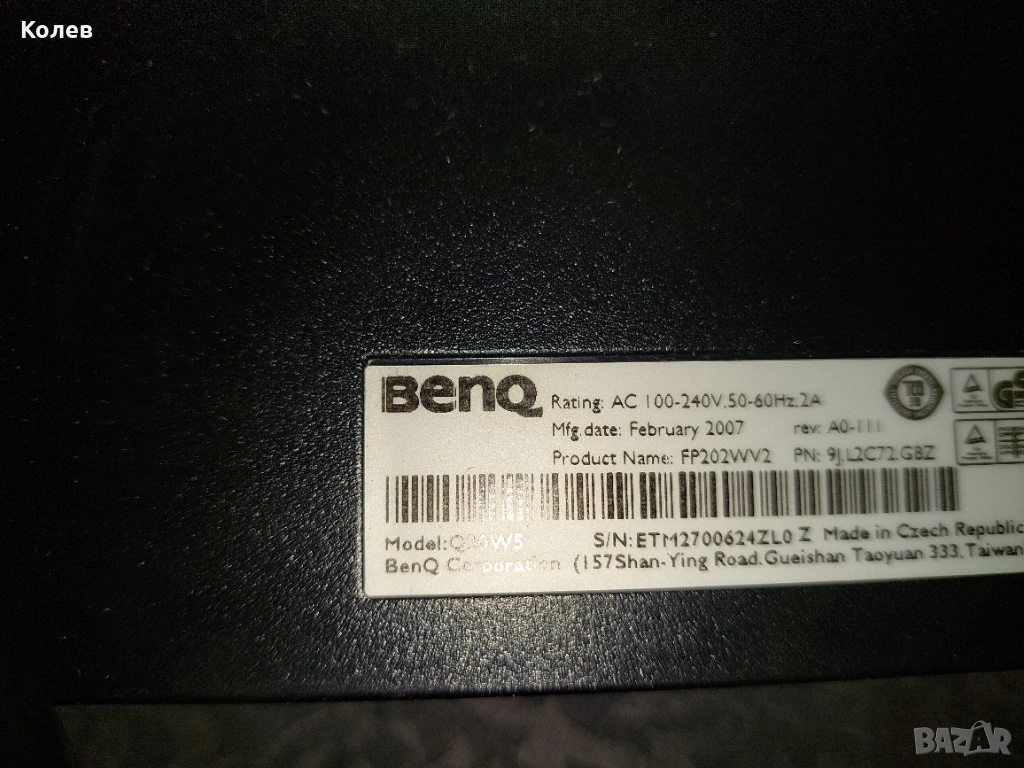 Колев
BenQ
Rating: AC 100-240V,50-60Hz,2A
Mfg.date: February 2007 rev: A0-111
Product Name: FP202WV2 PN: 9J.L2C72.GBZ
Model:Q20W5 S/N:ETM2700624ZL0 Z Made in Czech Republic
BenQ Corporation (157Shan-Ying Road.Gueishan Taoyuan 333.Taiwan
BAZAR